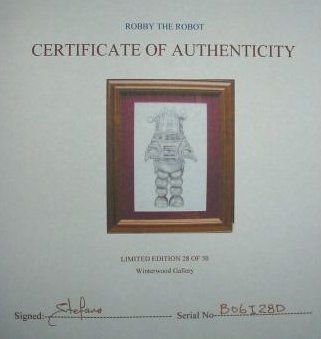 ROBBY THE ROBOT
CERTIFICATE OF AUTHENTICITY
LIMITED EDITION 28 OF 50
Winterwood Gallery
Signed: Stefano Serial No B06I28D